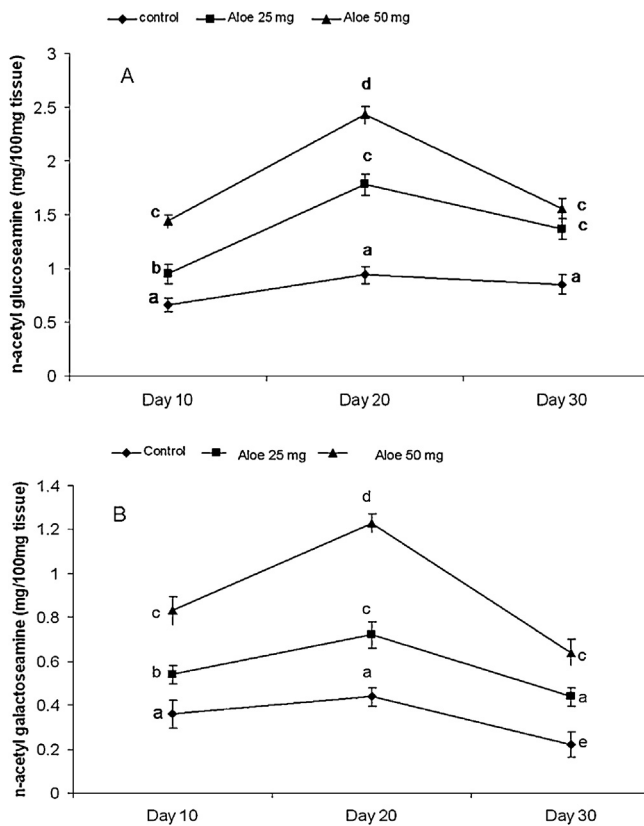 control Aloe 25 mg Aloe 50 mg
A
n-acetyl glucoseamine (mg/100mg tissue)
3
2.5
2
1.5
1
0.5
0
d
c
a
c
b
a
c
c
a
Day 10 Day 20 Day 30
Control Aloe 25 mg Aloe 50 mg
B
n-acetyl galactoseamine (mg/100mg tissue)
1.4
1.2
1
0.8
0.6
0.4
0.2
0
d
c
a
c
b
a
c
a
e
Day 10 Day 20 Day 30